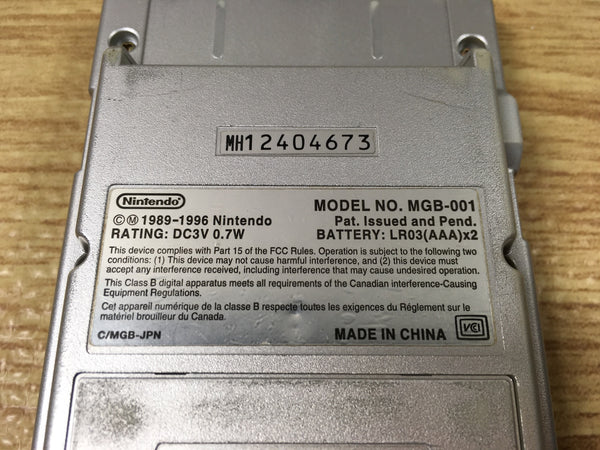 MH12404673
Nintendo
MODEL NO. MGB-001
©Ⓜ 1989-1996 Nintendo
Pat. Issued and Pend.
RATING: DC3V 0.7W
BATTERY: LR03(AAA)x2
This device complies with Part 15 of the FCC Rules. Operation is subject to the following two
conditions: (1) This device may not cause harmful interference, and (2) this device must
accept any interference received, including interference that may cause undesired operation.
This Class B digital apparatus meets all requirements of the Canadian interference-Causing
Equipment Regulations.
Cet appareil numérique de la classe B respecte toutes les exigences du Réglement sur le
matériel brouilleur du Canada.
C/MGB-JPN
MADE IN CHINA
VCI